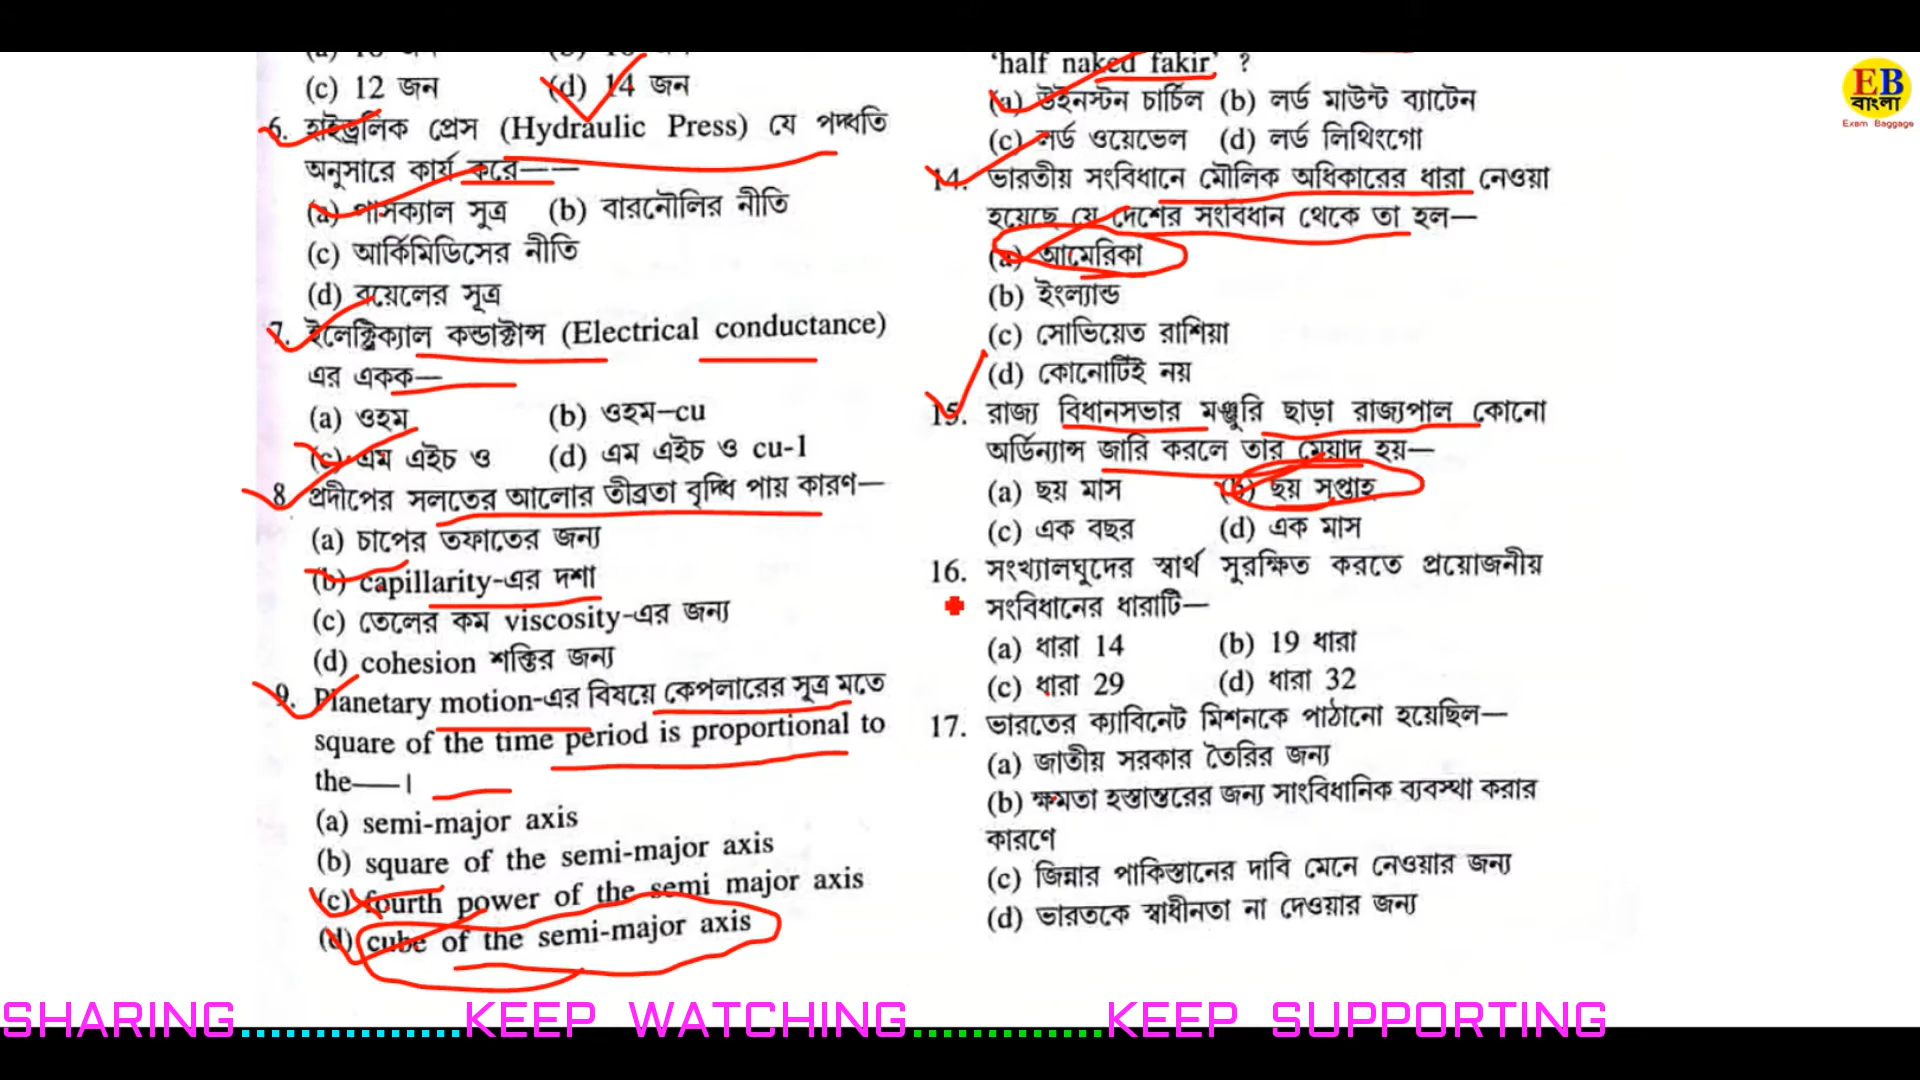 (c) 12 জন (d) 14 জন
6. হাইড্রলিক প্রেস (Hydraulic Press) যে পদ্ধতি
অনুসারে কার্য করে——
(a) পাসক্যাল সুত্র (b) বারনৌলির নীতি
(c) আর্কিমিডিসের নীতি
(d) বয়েলের সূত্র
7. ইলেক্ট্রিক্যাল কন্ডাক্টান্স (Electrical conductance)
এর একক—
(a) ওহম (b) ওহম—cu
(c) এম এইচ ও (d) এম এইচ ও cu-1
8. প্রদীপের সলতের আলোর তীব্রতা বৃদ্ধি পায় কারণ—
(a) চাপের তফাতের জন্য
(b) capillarity-এর দশা
(c) তেলের কম viscosity-এর জন্য
(d) cohesion শক্তির জন্য
9. Planetary motion-এর বিষয়ে কেপলারের সূত্র মতে
square of the time period is proportional to
the——।
(a) semi-major axis
(b) square of the semi-major axis
(c) fourth power of the semi major axis
(d) cube of the semi-major axis
'half naked fakir' ?
(a) উইনস্টন চার্চিল (b) লর্ড মাউন্ট ব্যাটেন
(c) লর্ড ওয়েভেল (d) লর্ড লিথিংগো
14. ভারতীয় সংবিধানে মৌলিক অধিকারের ধারা নেওয়া
হয়েছে যে দেশের সংবিধান থেকে তা হল—
(a) আমেরিকা
(b) ইংল্যান্ড
(c) সোভিয়েত রাশিয়া
(d) কোনোটিই নয়
15. রাজ্য বিধানসভার মঞ্জুরি ছাড়া রাজ্যপাল কোনো
অর্ডিন্যান্স জারি করলে তার মেয়াদ হয়—
(a) ছয় মাস (b) ছয় সপ্তাহ
(c) এক বছর (d) এক মাস
16. সংখ্যালঘুদের স্বার্থ সুরক্ষিত করতে প্রয়োজনীয়
সংবিধানের ধারাটি—
(a) ধারা 14 (b) 19 ধারা
(c) ধারা 29 (d) ধারা 32
17. ভারতের ক্যাবিনেট মিশনকে পাঠানো হয়েছিল—
(a) জাতীয় সরকার তৈরির জন্য
(b) ক্ষমতা হস্তান্তরের জন্য সাংবিধানিক ব্যবস্থা করার
কারণে
(c) জিন্নার পাকিস্তানের দাবি মেনে নেওয়ার জন্য
(d) ভারতকে স্বাধীনতা না দেওয়ার জন্য
EB
বাংলা
Exam Baggage
SHARING...............KEEP WATCHING.............KEEP SUPPORTING